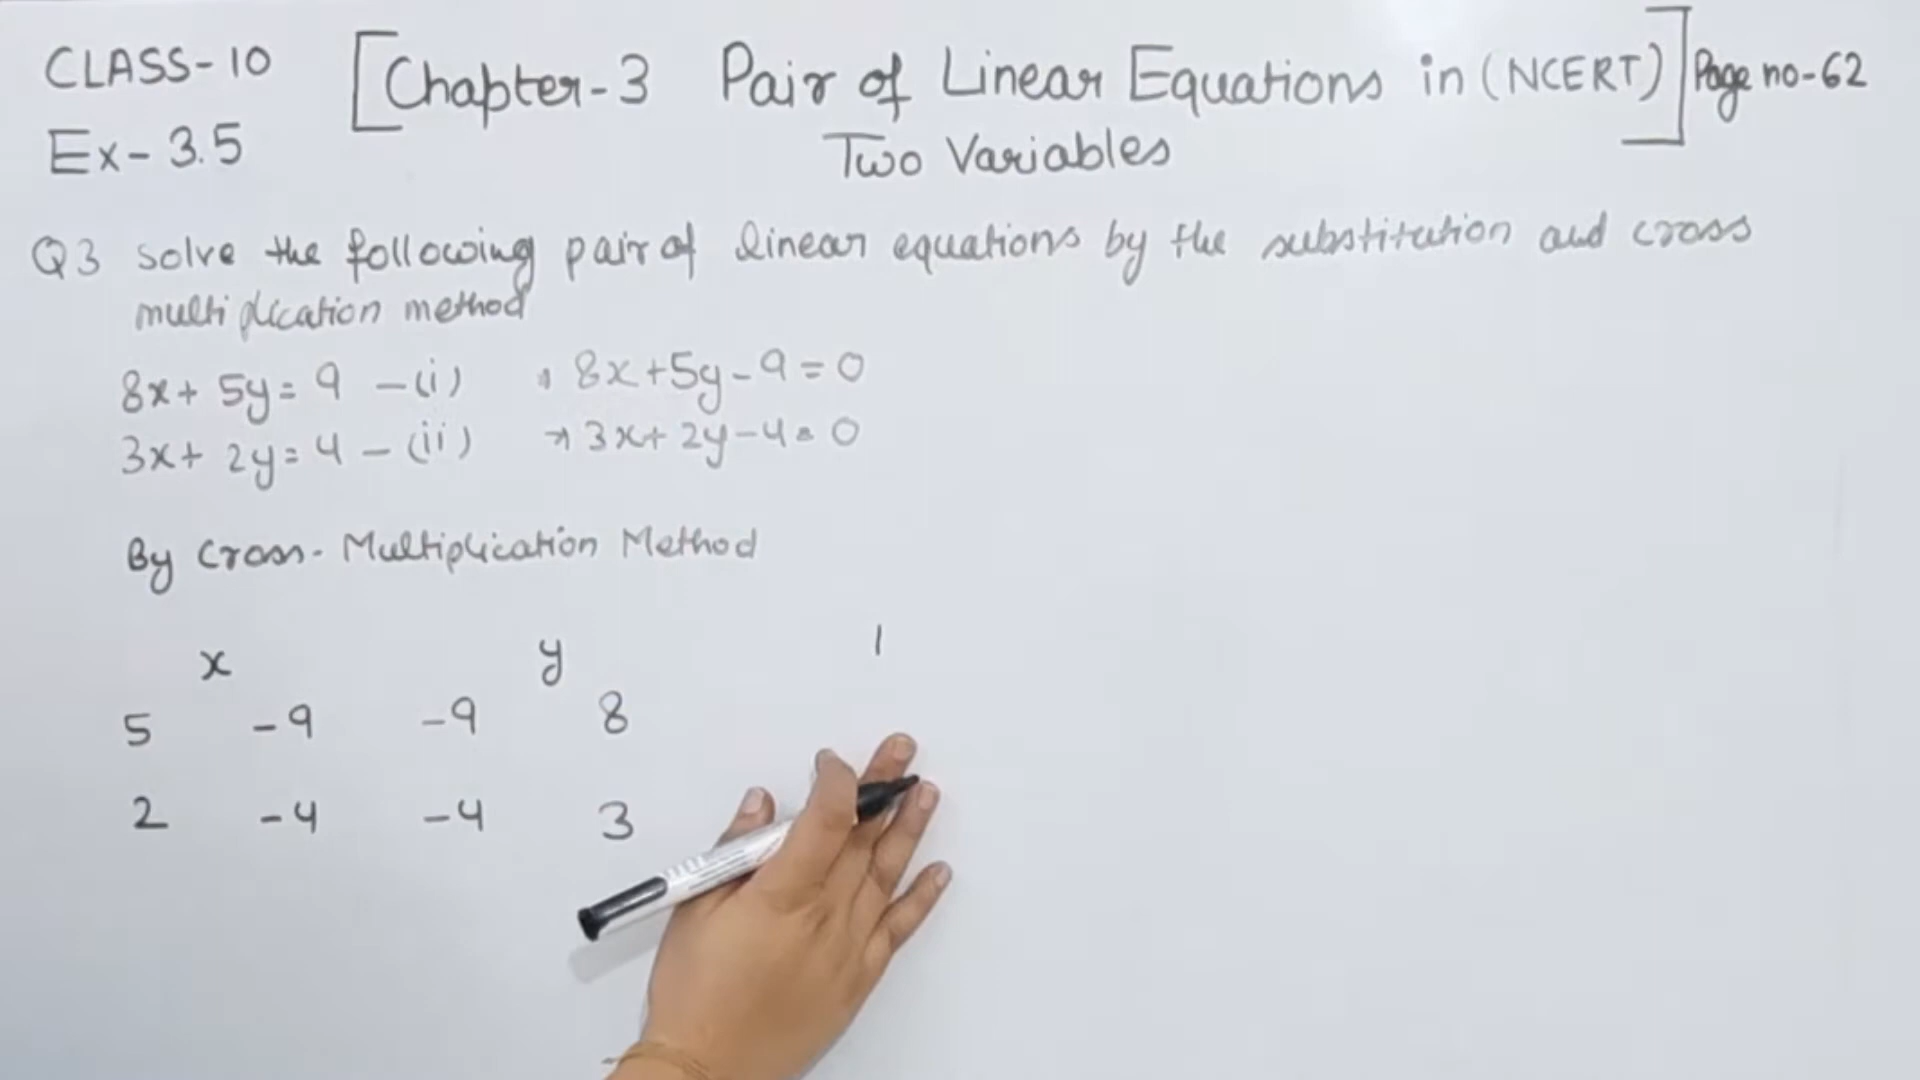 CLASS-10 [Chapter-3 Pair of Linear Equations in (NCERT)] Page no-62
Ex-3.5 Two Variables
Q3 Solve the following pair of linear equations by the substitution and cross
multiplication method
8x+ 5y= 9 -(i) 8x+5y-9=0
3x+ 2y= 4 -(ii) → 3x+ 2y-4=0
By Cross-Multiplication Method
x y 1
5 -9 -9 8
2 -4 -4 3